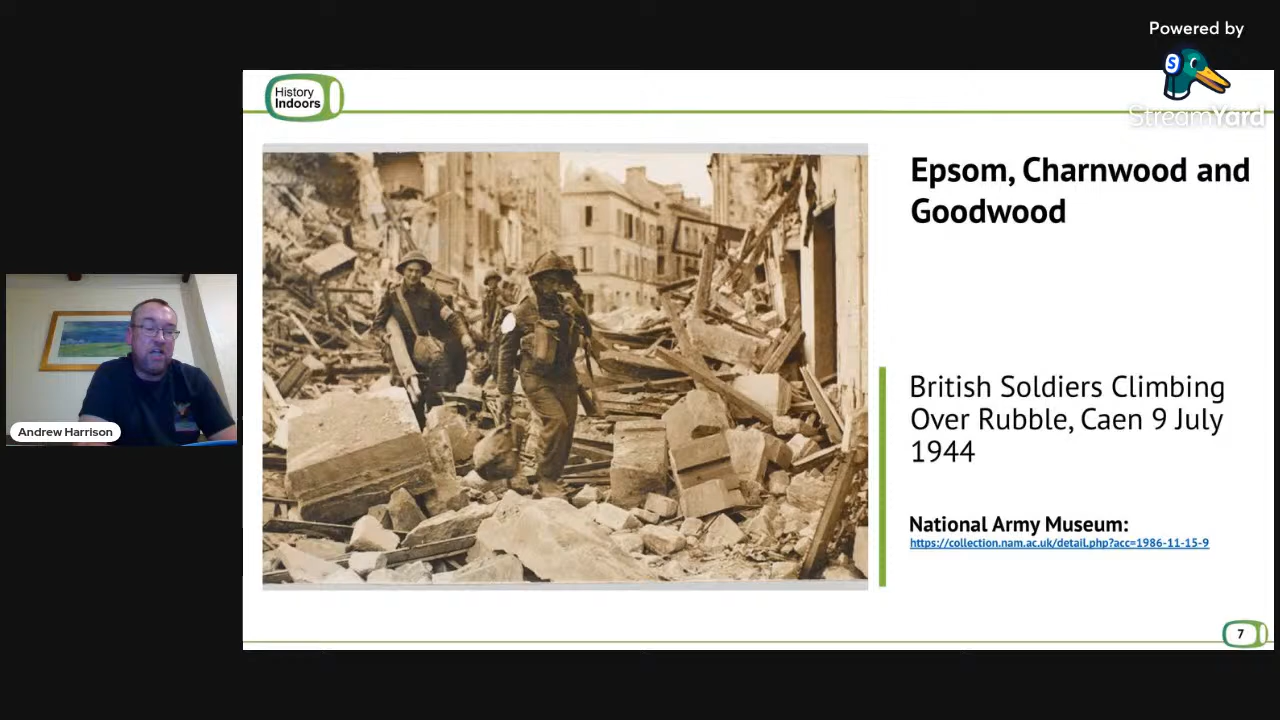 Powered by
S
StreamYard
History
Indoors
Epsom, Charnwood and
Goodwood
British Soldiers Climbing
Over Rubble, Caen 9 July
1944
National Army Museum:
https://collection.nam.ac.uk/detail.php?acc=1986-11-15-9
Andrew Harrison
7